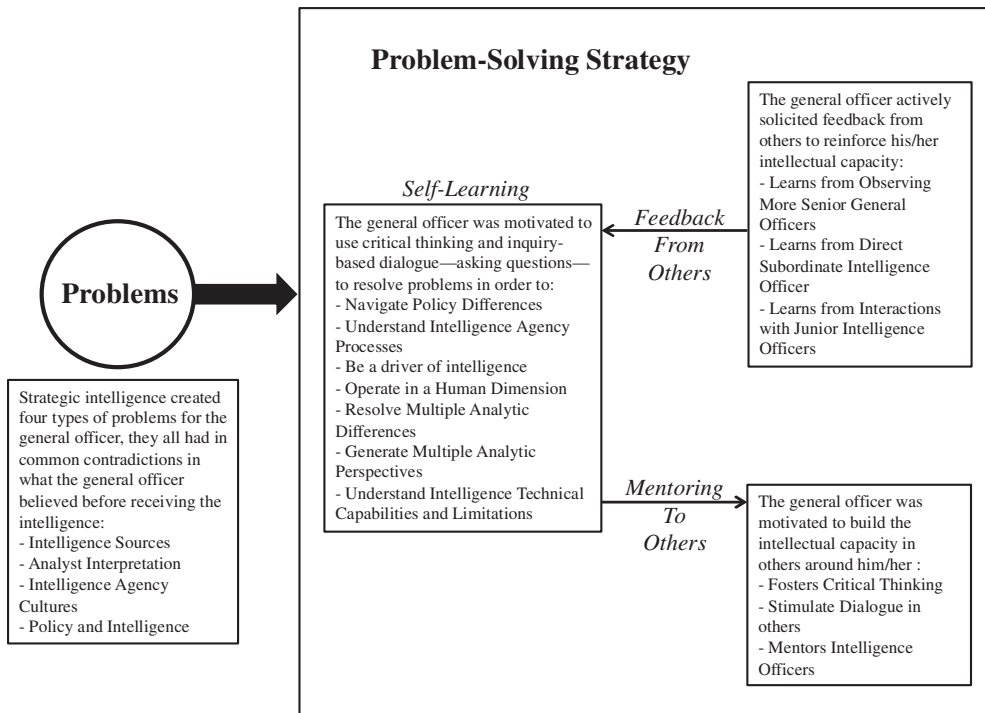 Problem-Solving Strategy
Problems
Strategic intelligence created
four types of problems for the
general officer, they all had in
common contradictions in
what the general officer
believed before receiving the
intelligence:
- Intelligence Sources
- Analyst Interpretation
- Intelligence Agency
Cultures
- Policy and Intelligence
Self-Learning
The general officer was motivated to
use critical thinking and inquiry-
based dialogue—asking questions—
to resolve problems in order to:
- Navigate Policy Differences
- Understand Intelligence Agency
Processes
- Be a driver of intelligence
- Operate in a Human Dimension
- Resolve Multiple Analytic
Differences
- Generate Multiple Analytic
Perspectives
- Understand Intelligence Technical
Capabilities and Limitations
Feedback
From
Others
The general officer actively
solicited feedback from
others to reinforce his/her
intellectual capacity:
- Learns from Observing
More Senior General
Officers
- Learns from Direct
Subordinate Intelligence
Officer
- Learns from Interactions
with Junior Intelligence
Officers
Mentoring
To
Others
The general officer was
motivated to build the
intellectual capacity in
others around him/her :
- Fosters Critical Thinking
- Stimulate Dialogue in
others
- Mentors Intelligence
Officers